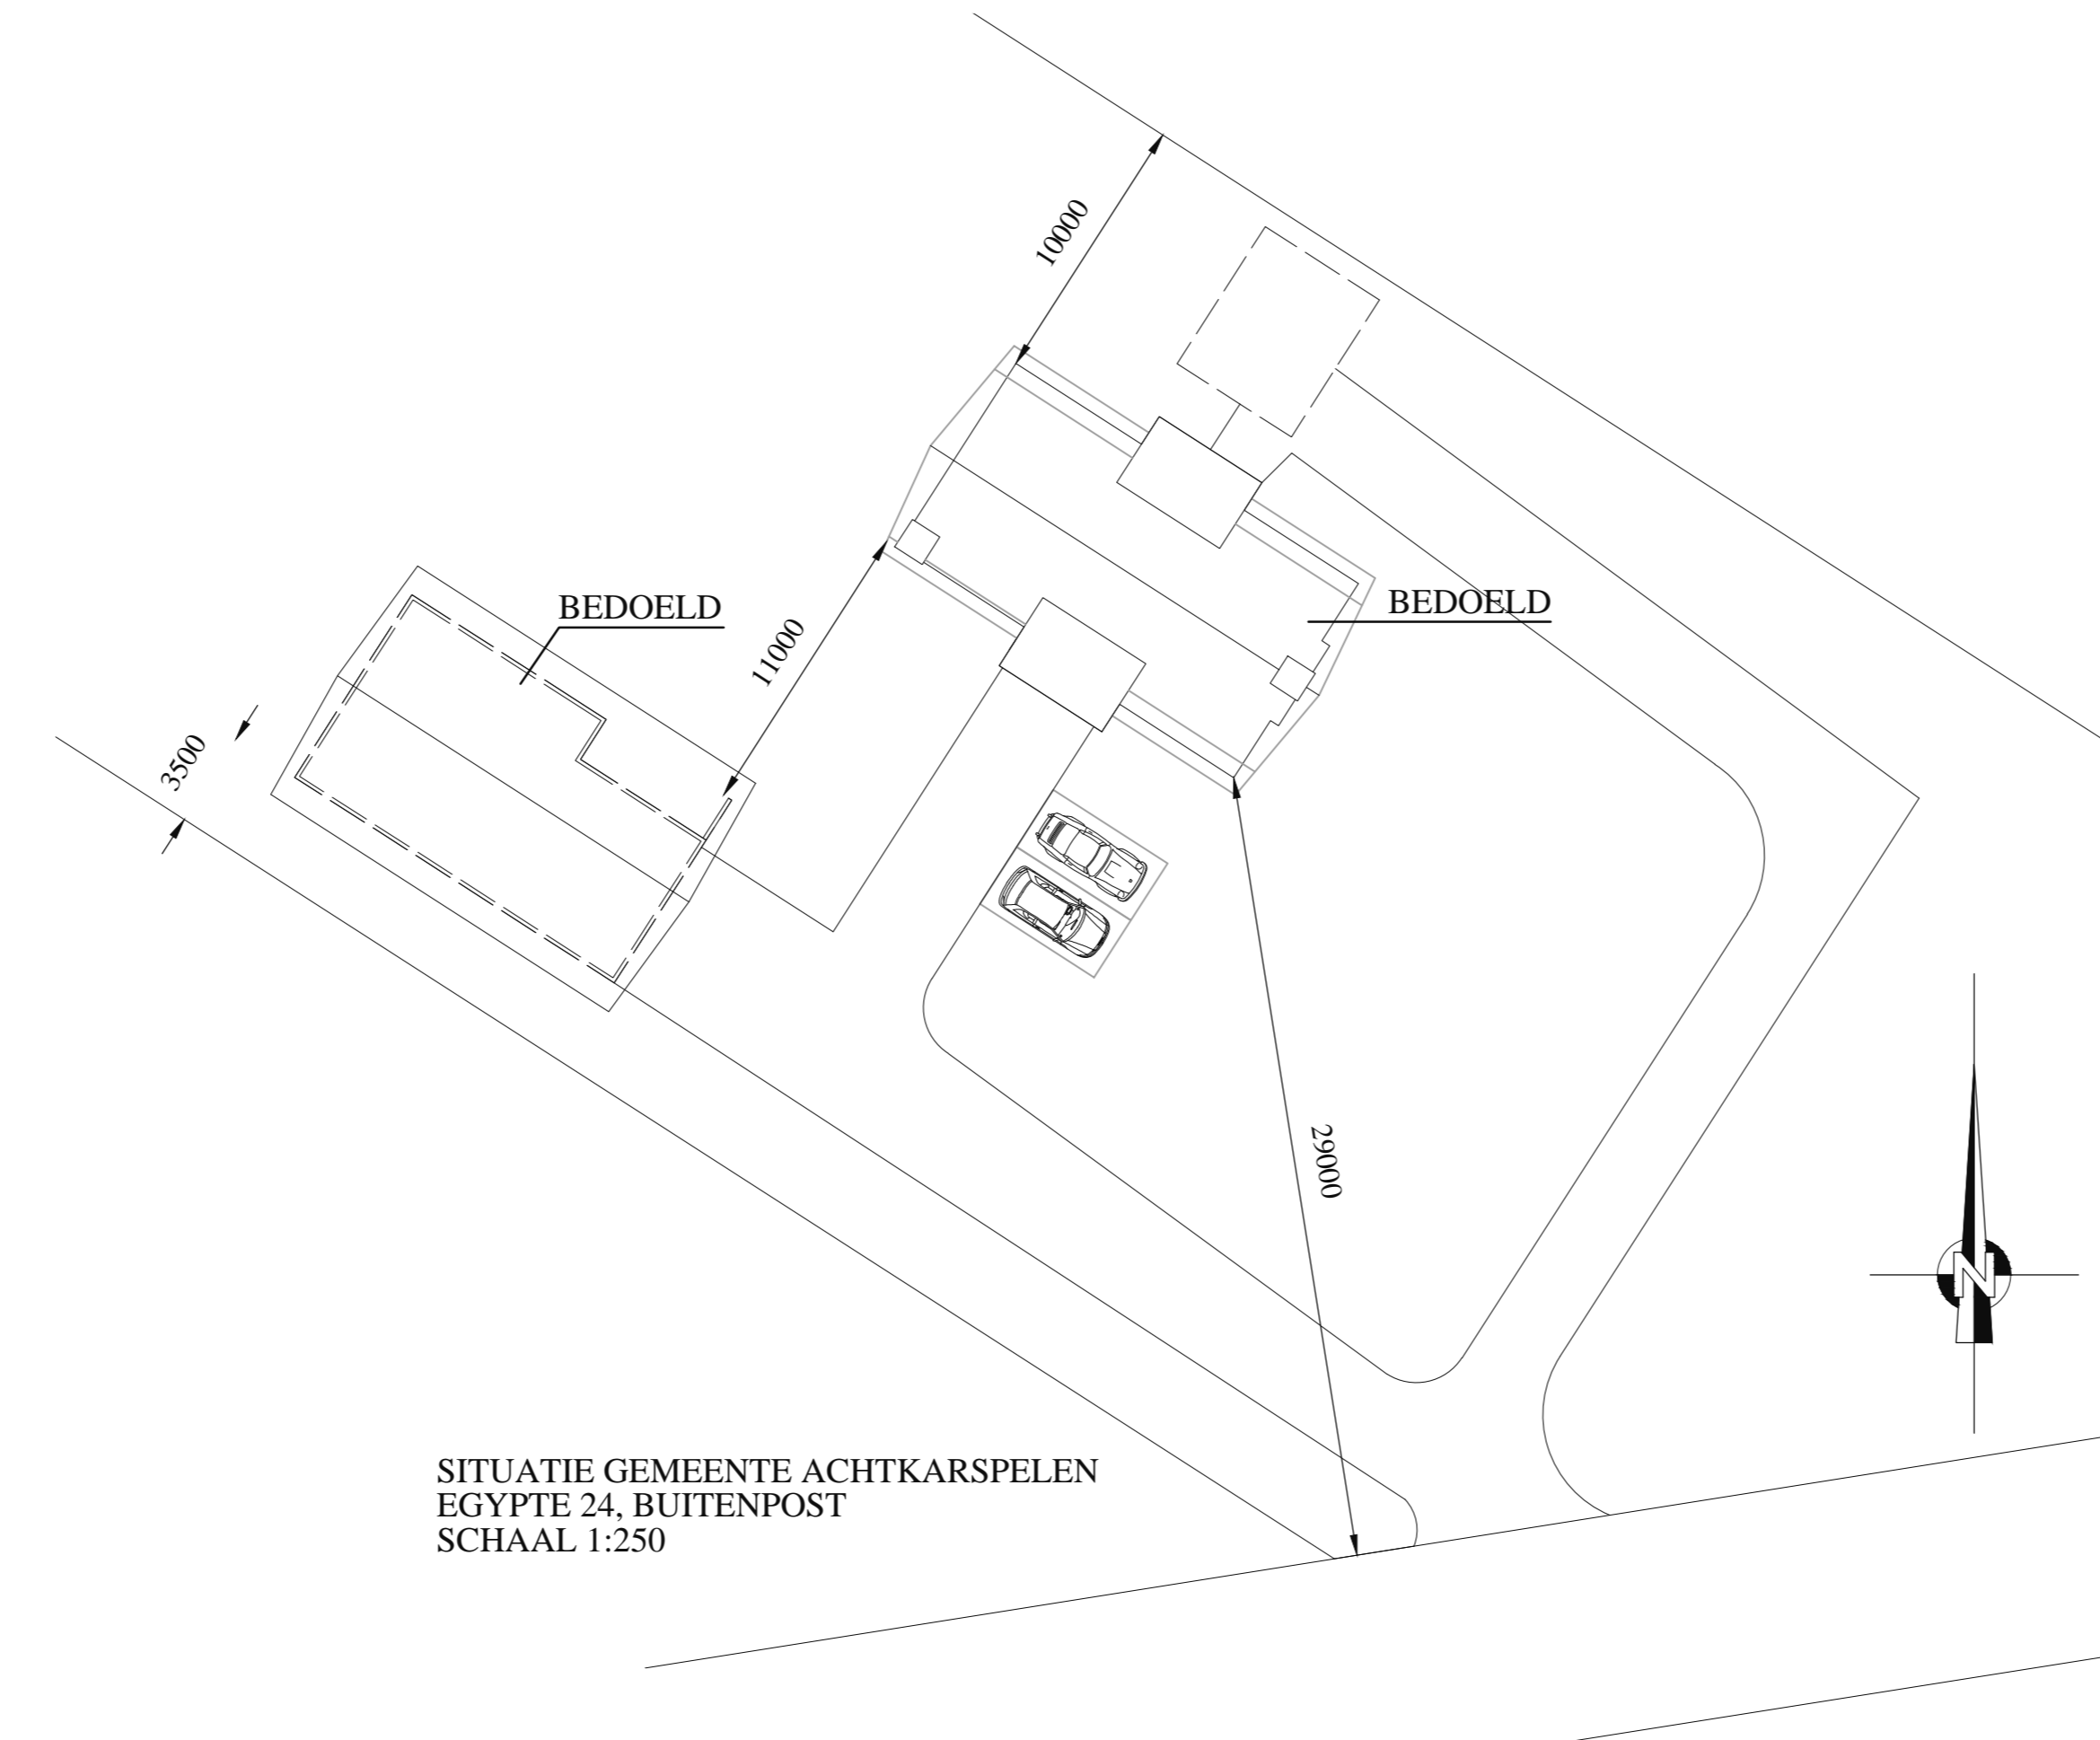 10000
BEDOELD
BEDOELD
11000
3500
29000
N
SITUATIE GEMEENTE ACHTKARSPELEN
EGYPTE 24, BUITENPOST
SCHAAL 1:250